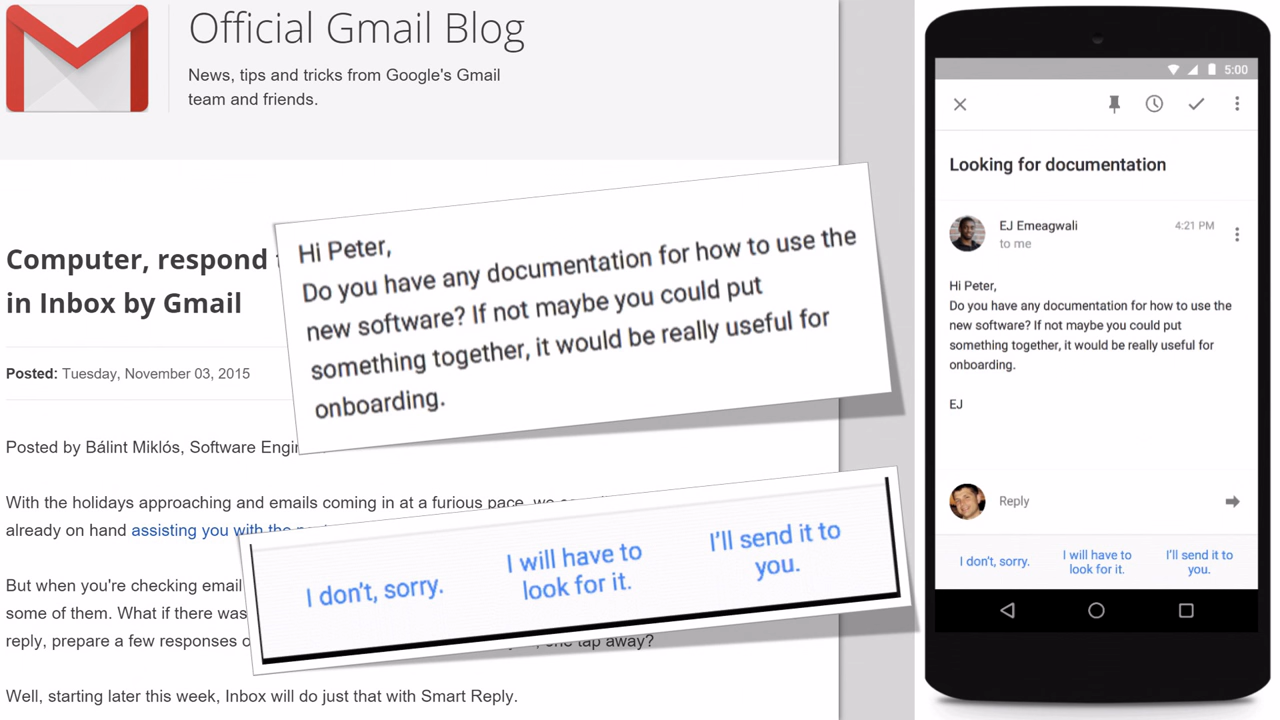 Official Gmail Blog
News, tips and tricks from Google's Gmail
team and friends.
Computer, respond
in Inbox by Gmail
Posted: Tuesday, November 03, 2015
Posted by Bálint Miklós, Software
With the holidays approaching and emails coming in at a furious pace,
already on hand assisting you with the
But when you're checking email
some of them. What if there was
reply, prepare a few responses
one tap away?
Well, starting later this week, Inbox will do just that with Smart Reply.
Hi Peter,
Do you have any documentation for how to use the
new software? If not maybe you could put
something together, it would be really useful for
onboarding.
I don't, sorry.
I will have to
look for it.
I'll send it to
you.
5:00
Looking for documentation
EJ Emeagwali
4:21 PM
to me
Hi Peter,
Do you have any documentation for how to use the
new software? If not maybe you could put
something together, it would be really useful for
onboarding.
EJ
Reply
I don't, sorry.
I will have to
look for it.
I'll send it to
you.